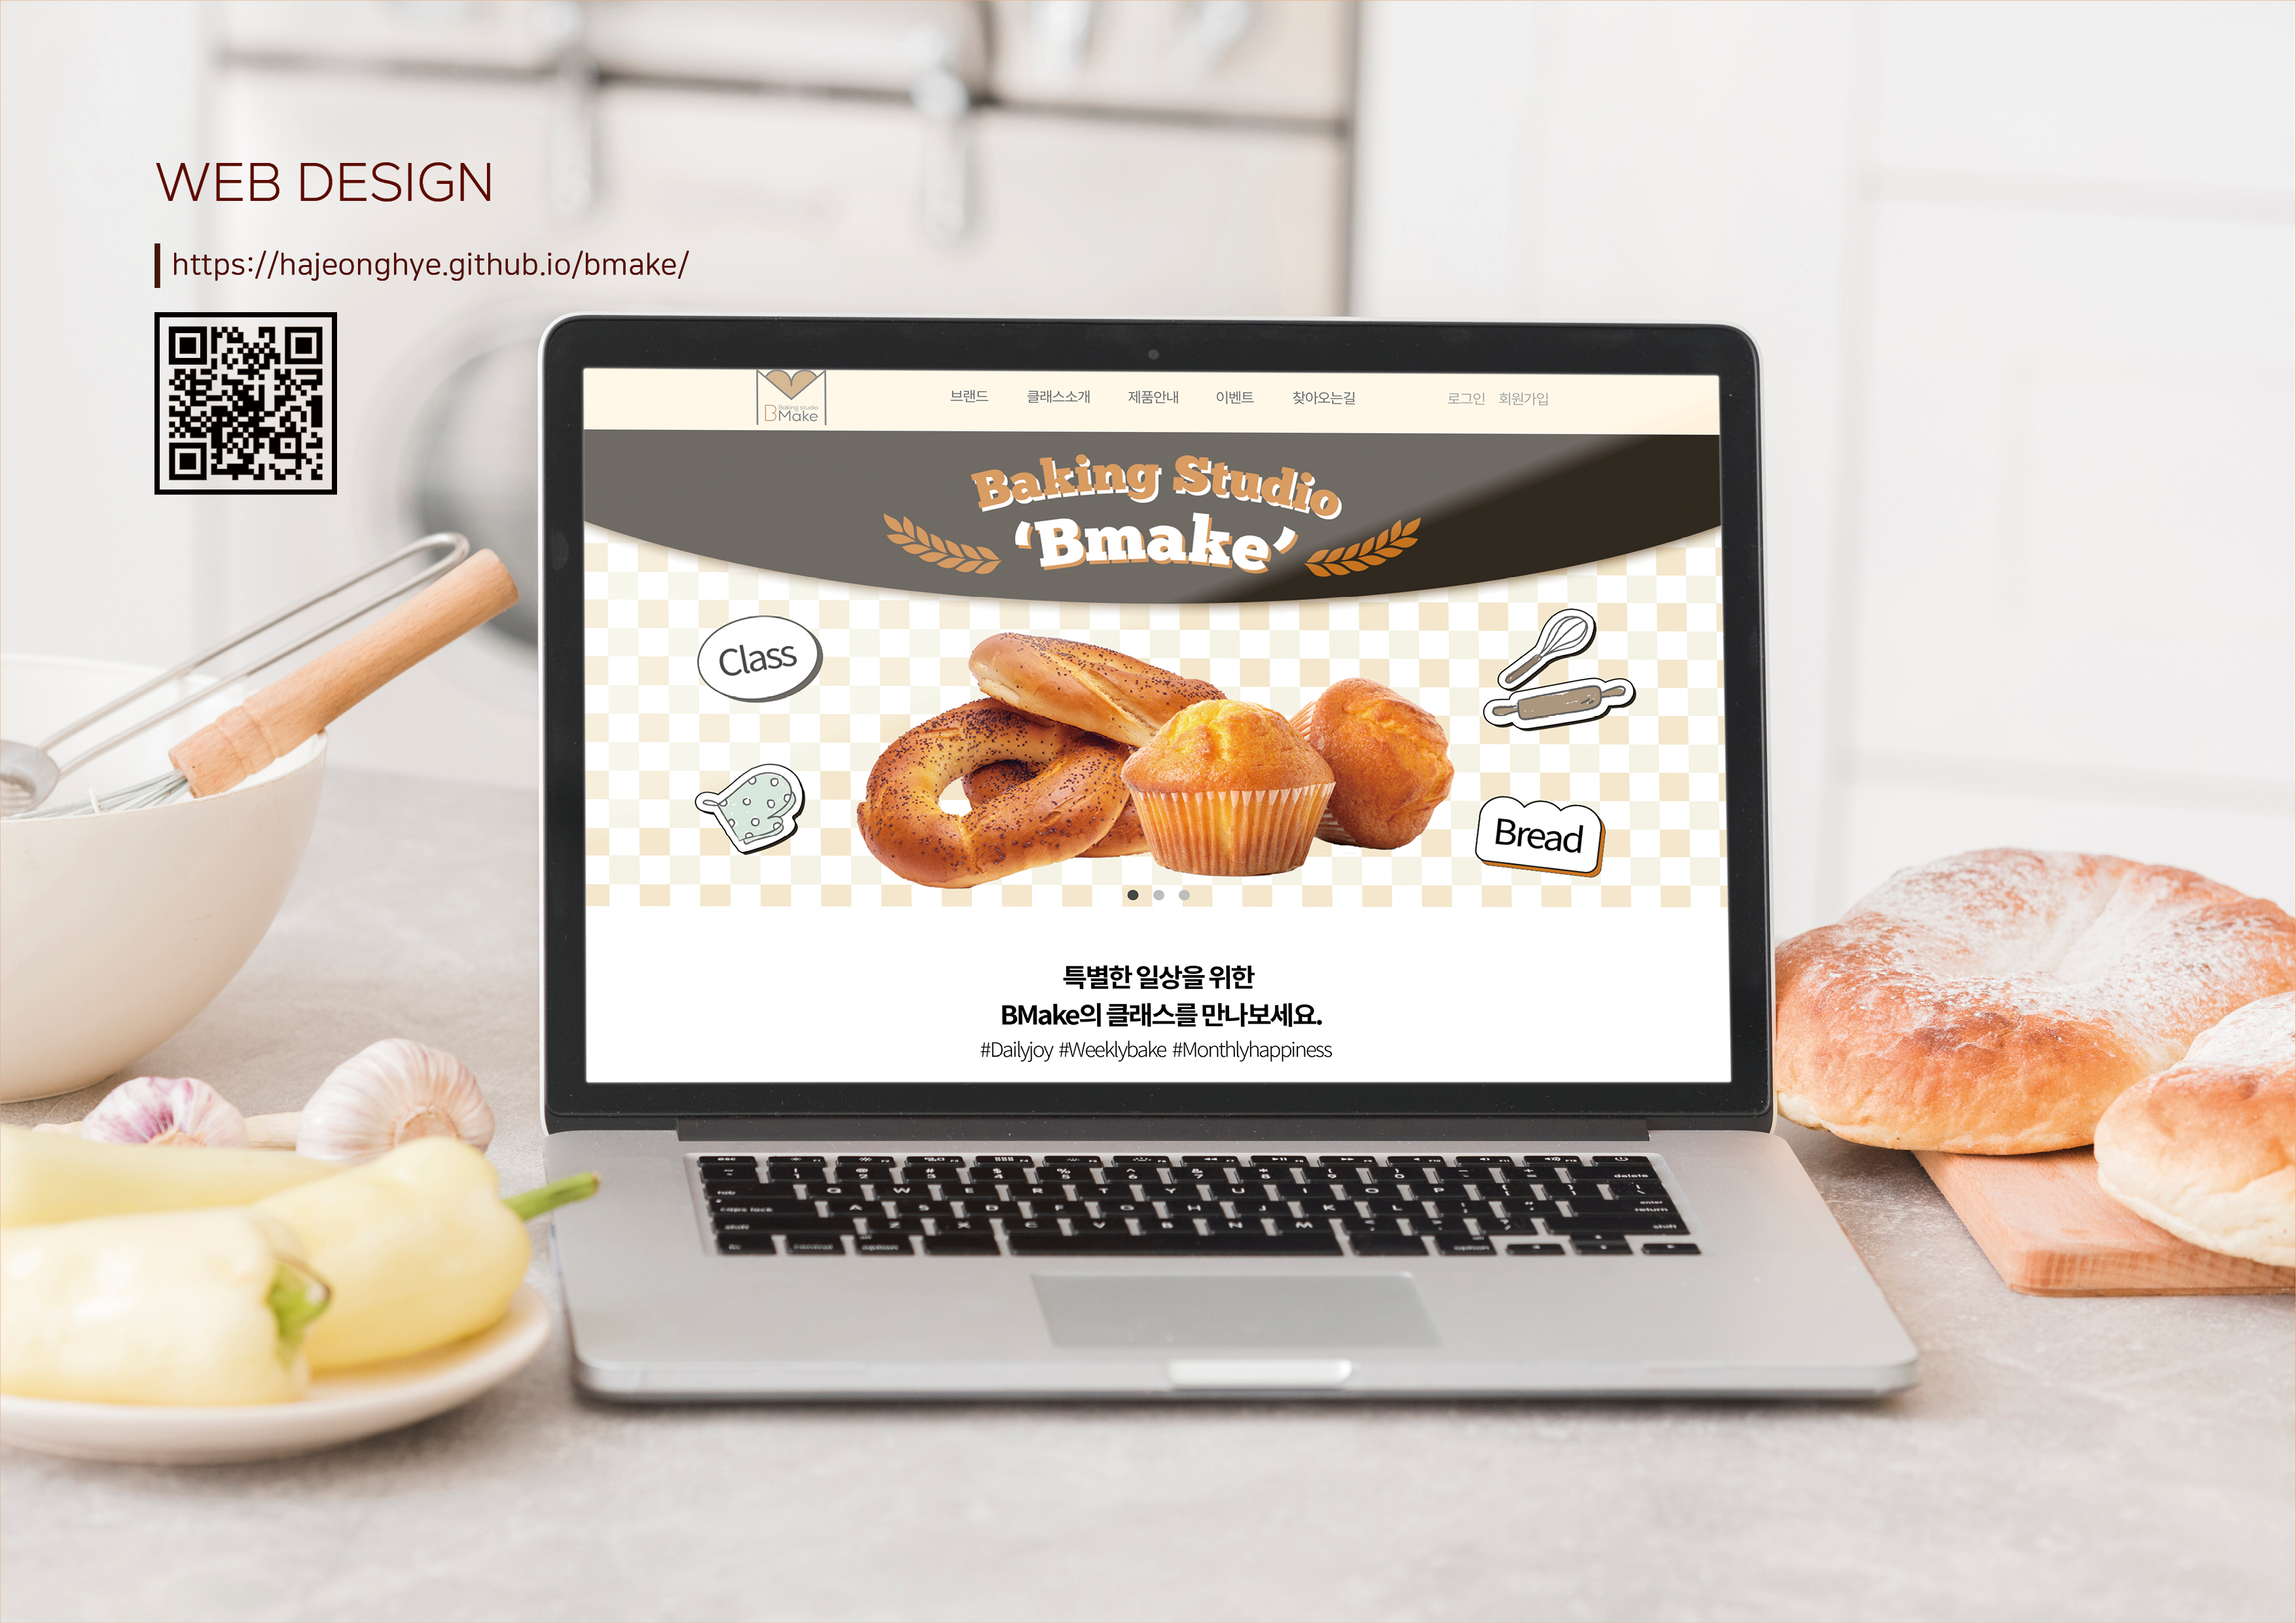 WEB DESIGN
https://hajeonghye.github.io/bmake/
Baking studio
BMake
브랜드 클래스소개 제품안내 이벤트 찾아오는길 로그인 회원가입
Baking Studio
‘Bmake’
Class
Bread
특별한 일상을 위한
BMake의 클래스를 만나보세요.
#Dailyjoy #Weeklybake #Monthlyhappiness